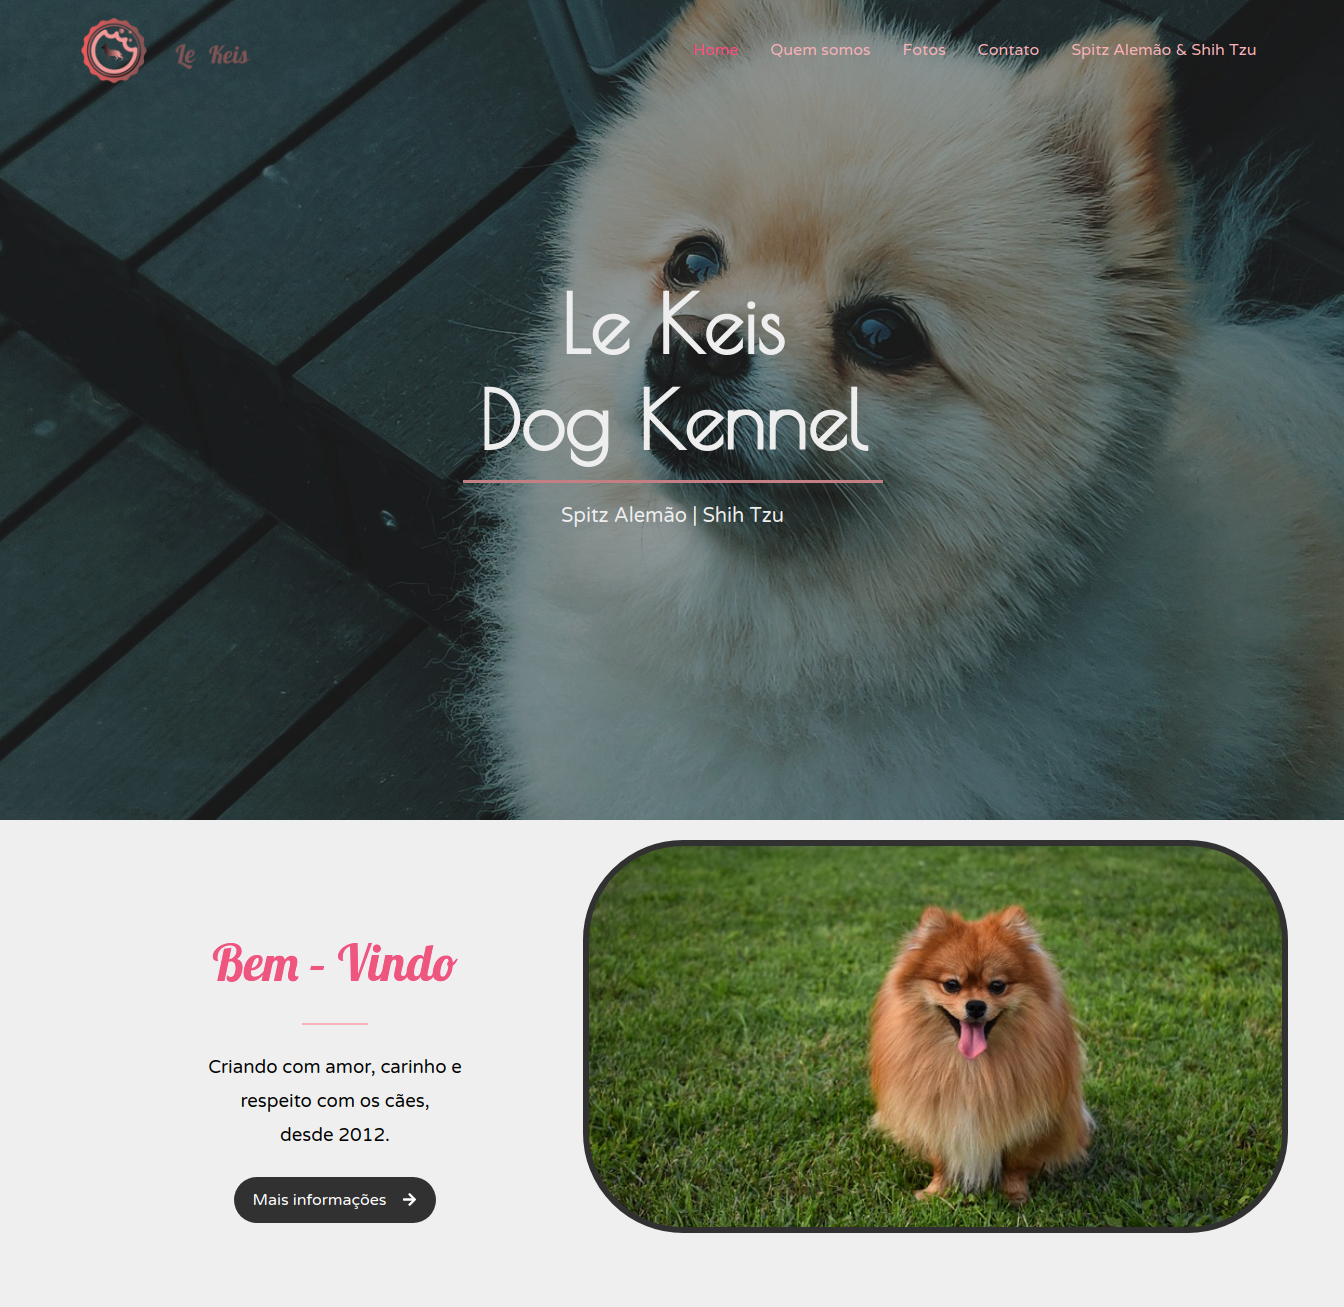 Le Keis
Home Quem somos Fotos Contato Spitz Alemão & Shih Tzu
Le Keis
Dog Kennel
Spitz Alemão | Shih Tzu
Bem - Vindo
Criando com amor, carinho e
respeito com os cães,
desde 2012.
Mais informações